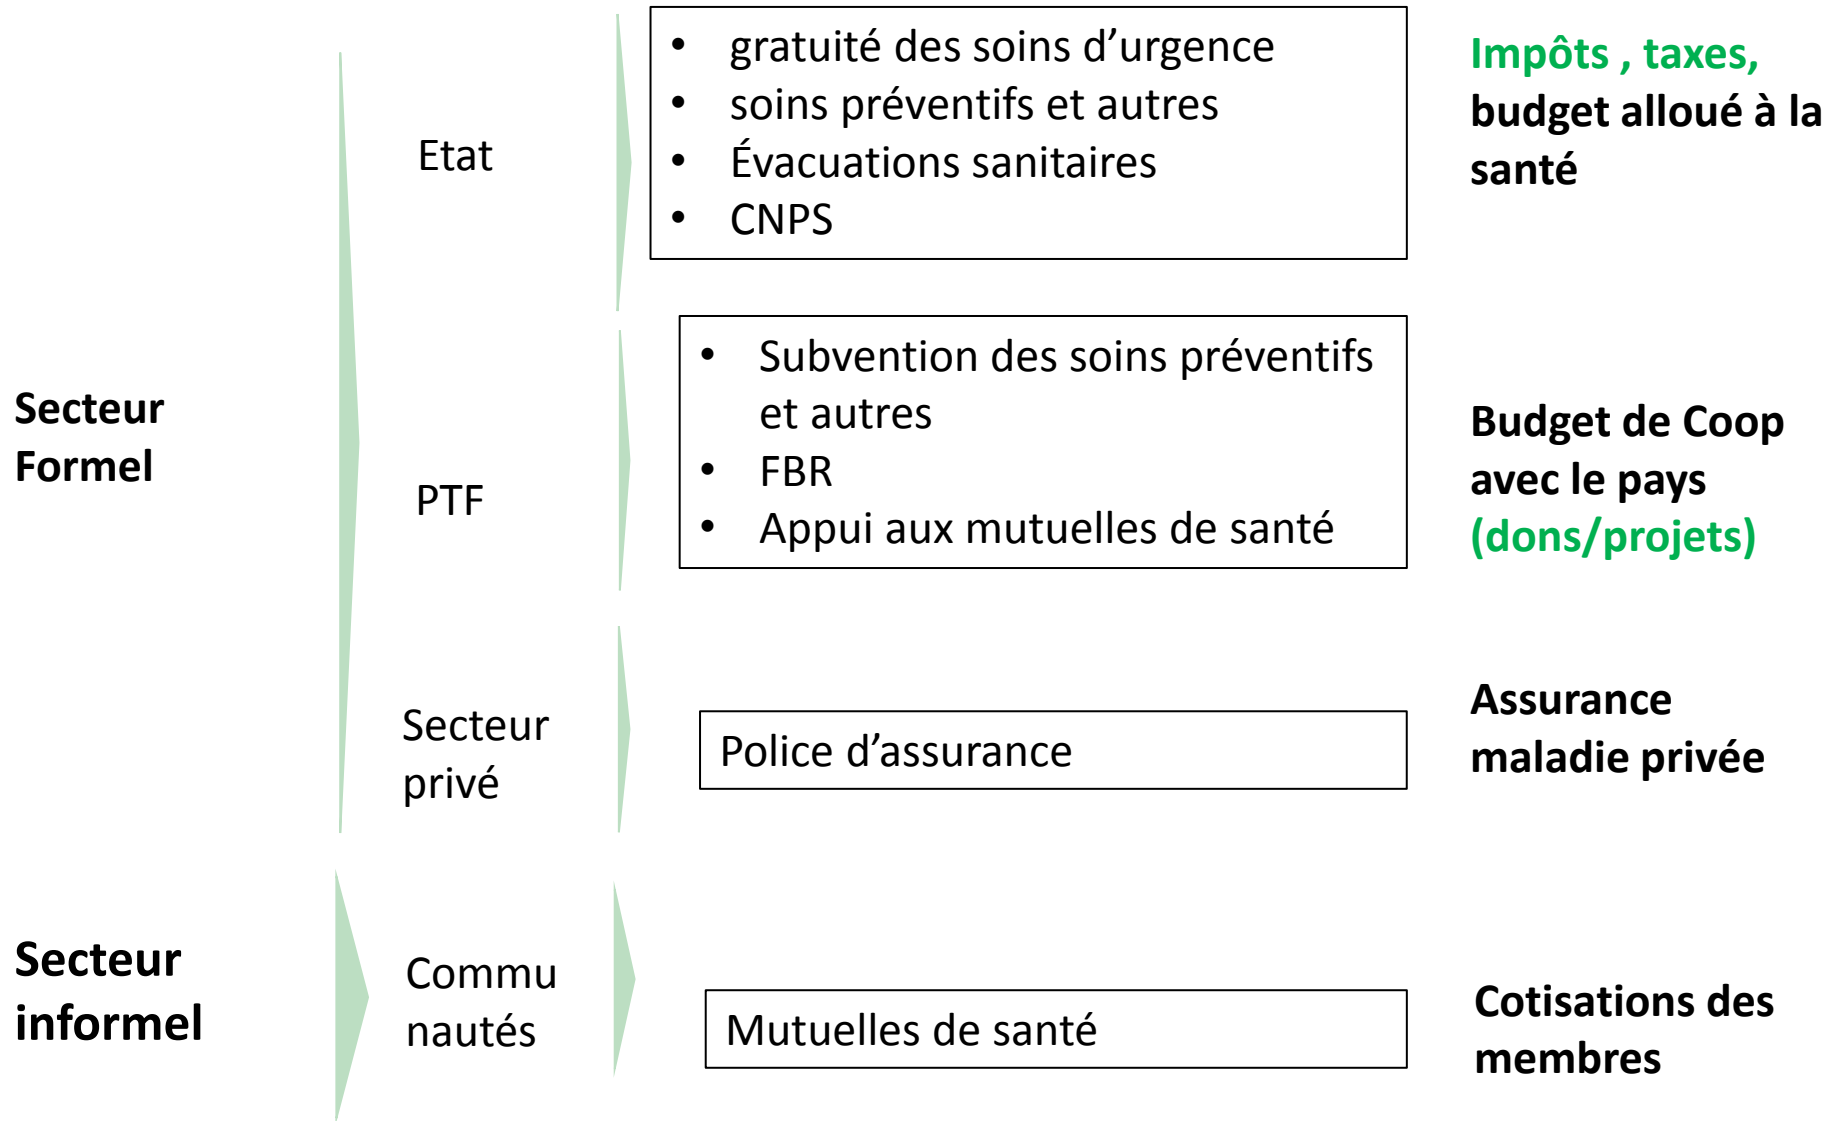 Secteur
Formel
Etat
• gratuité des soins d’urgence
• soins préventifs et autres
• Évacuations sanitaires
• CNPS
Impôts , taxes,
budget alloué à la
santé
PTF
• Subvention des soins préventifs
et autres
• FBR
• Appui aux mutuelles de santé
Budget de Coop
avec le pays
(dons/projets)
Secteur
privé
Police d’assurance
Assurance
maladie privée
Secteur
informel
Commu
nautés
Mutuelles de santé
Cotisations des
membres